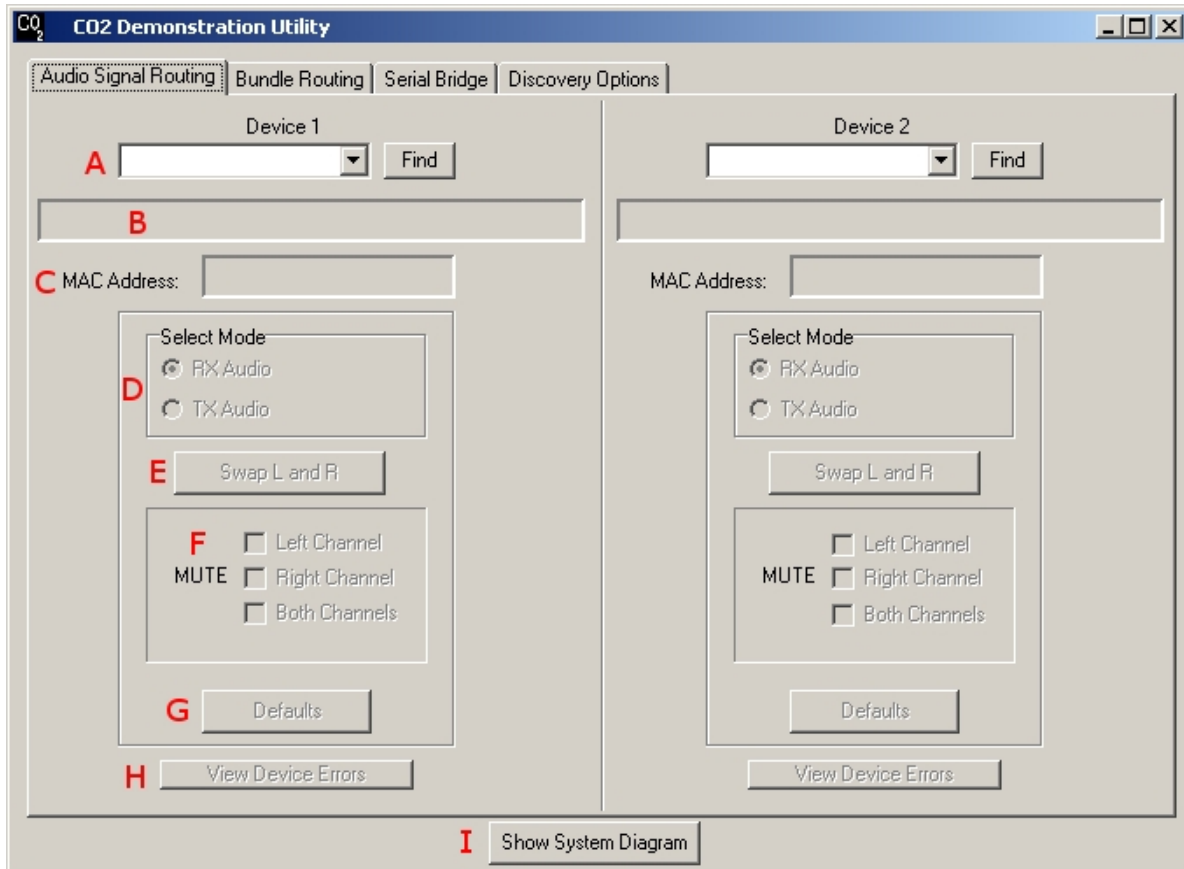 CO2 CO2 Demonstration Utility
Audio Signal Routing Bundle Routing Serial Bridge Discovery Options
Device 1
A Find
B
C MAC Address:
Select Mode
D RX Audio
TX Audio
E Swap L and R
F Left Channel
MUTE Right Channel
Both Channels
G Defaults
H View Device Errors
Device 2
Find
MAC Address:
Select Mode
RX Audio
TX Audio
Swap L and R
Left Channel
MUTE Right Channel
Both Channels
Defaults
View Device Errors
I Show System Diagram